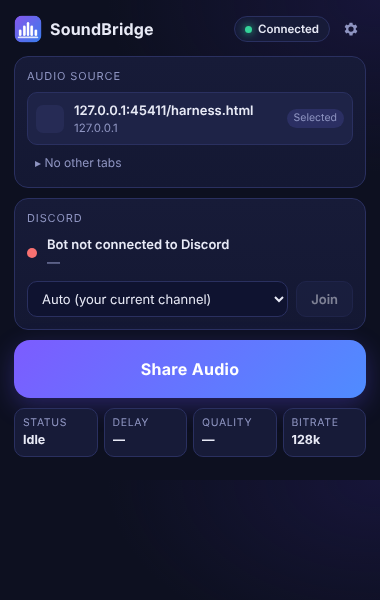 SoundBridge
Connected
AUDIO SOURCE
127.0.0.1:45411/harness.html
127.0.0.1
Selected
▸ No other tabs
DISCORD
Bot not connected to Discord
—
Auto (your current channel)
Join
Share Audio
STATUS
Idle
DELAY
—
QUALITY
—
BITRATE
128k